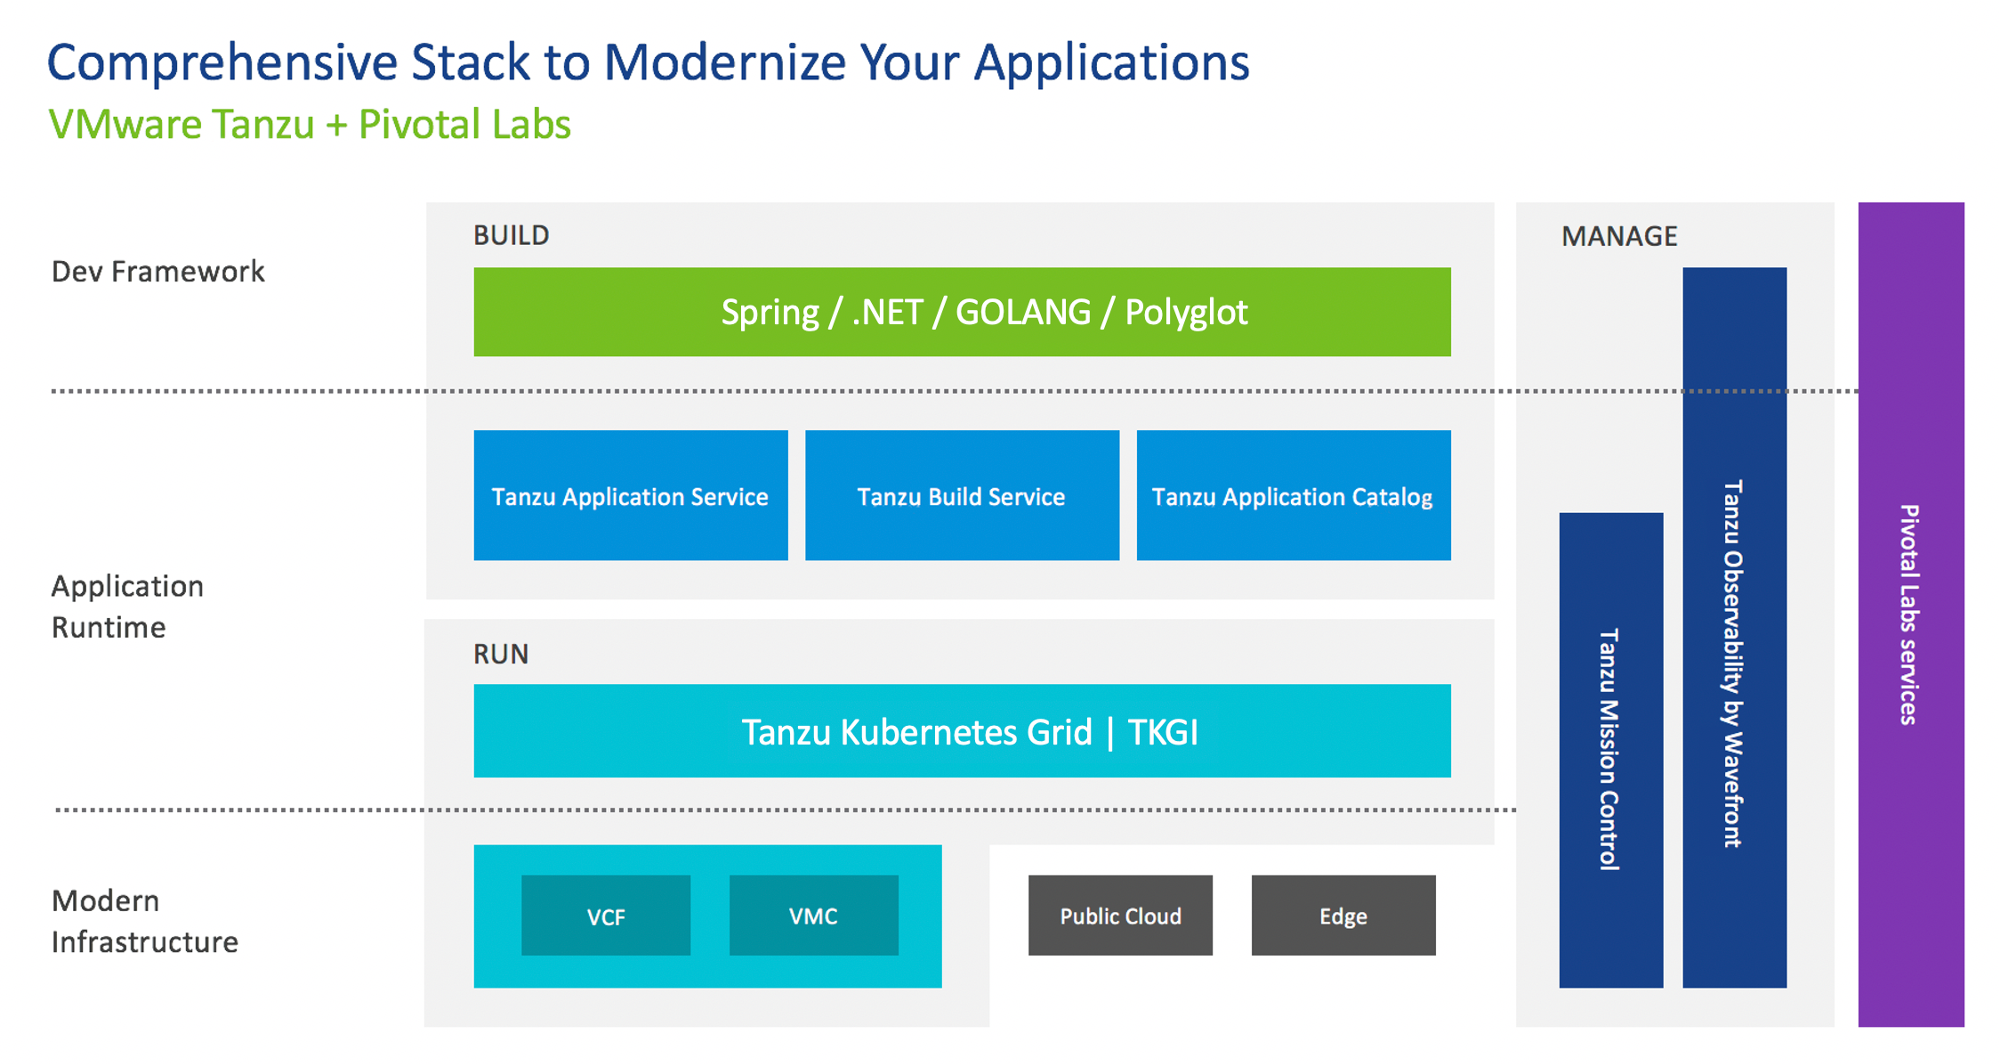 Comprehensive Stack to Modernize Your Applications
VMware Tanzu + Pivotal Labs
Dev Framework
BUILD
Spring / .NET / GOLANG / Polyglot
Application
Runtime
Tanzu Application Service
Tanzu Build Service
Tanzu Application Catalog
RUN
Tanzu Kubernetes Grid | TKGI
Modern
Infrastructure
VCF
VMC
Public Cloud
Edge
MANAGE
Tanzu Mission Control
Tanzu Observability by Wavefront
Pivotal Labs services